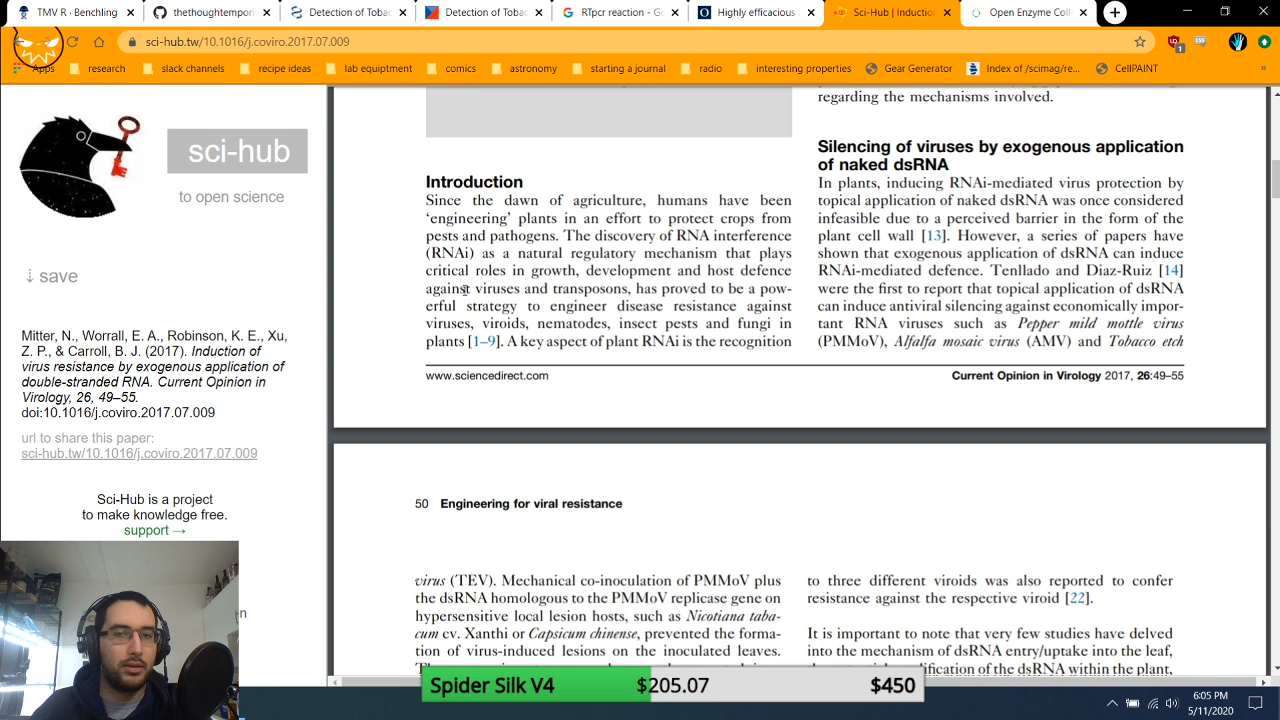 TMV R · Benchling
thethoughtempori
Detection of Tobac
Detection of Tobac
RTpcr reaction - Go
Highly efficacious
Sci-Hub | Induction
Open Enzyme Coll
sci-hub.tw/10.1016/j.coviro.2017.07.009
1
Apps
research
slack channels
recipe ideas
lab equiptment
comics
astronomy
starting a journal
radio
interesting properties
Gear Generator
Index of /scimag/re...
CellPAINT
»
sci-hub
to open science
↓ save
Mitter, N., Worrall, E. A., Robinson, K. E., Xu,
Z. P., & Carroll, B. J. (2017). Induction of
virus resistance by exogenous application of
double-stranded RNA. Current Opinion in
Virology, 26, 49–55.
doi:10.1016/j.coviro.2017.07.009
url to share this paper:
sci-hub.tw/10.1016/j.coviro.2017.07.009
Sci-Hub is a project
to make knowledge free.
support →
n
Introduction
Since the dawn of agriculture, humans have been
‘engineering’ plants in an effort to protect crops from
pests and pathogens. The discovery of RNA interference
(RNAi) as a natural regulatory mechanism that plays
critical roles in growth, development and host defence
against viruses and transposons, has proved to be a pow-
erful strategy to engineer disease resistance against
viruses, viroids, nematodes, insect pests and fungi in
plants [1–9]. A key aspect of plant RNAi is the recognition
regarding the mechanisms involved.
Silencing of viruses by exogenous application
of naked dsRNA
In plants, inducing RNAi-mediated virus protection by
topical application of naked dsRNA was once considered
infeasible due to a perceived barrier in the form of the
plant cell wall [13]. However, a series of papers have
shown that exogenous application of dsRNA can induce
RNAi-mediated defence. Tenllado and Diaz-Ruiz [14]
were the first to report that topical application of dsRNA
can induce antiviral silencing against economically impor-
tant RNA viruses such as Pepper mild mottle virus
(PMMoV), Alfalfa mosaic virus (AMV) and Tobacco etch
www.sciencedirect.com
Current Opinion in Virology 2017, 26:49–55
50 Engineering for viral resistance
virus (TEV). Mechanical co-inoculation of PMMoV plus
the dsRNA homologous to the PMMoV replicase gene on
hypersensitive local lesion hosts, such as Nicotiana taba-
cum cv. Xanthi or Capsicum chinense, prevented the forma-
tion of virus-induced lesions on the inoculated leaves.
to three different viroids was also reported to confer
resistance against the respective viroid [22].
It is important to note that very few studies have delved
into the mechanism of dsRNA entry/uptake into the leaf,
of the dsRNA within the plant,
Spider Silk V4 $205.07 $450
6:05 PM
5/11/2020